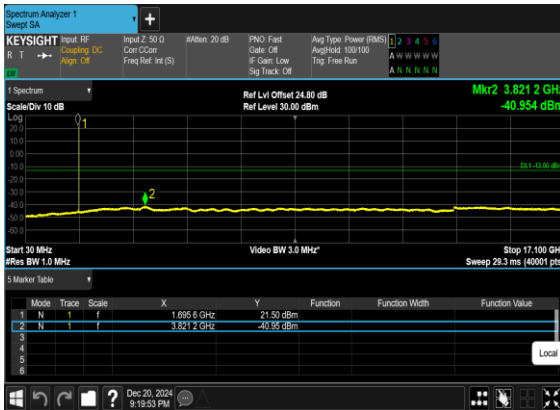 Spectrum Analyzer 1
Swept SA
+
KEYSIGHT
R T
LW
Input: RF
Coupling: DC
Align: Off
Input Z: 50 Ω
Corr CCorr
Freq Ref: Int (S)
#Atten: 20 dB
PNO: Fast
Gate: Off
IF Gain: Low
Sig Track: Off
Avg Type: Power (RMS)
Avg|Hold: 100/100
Trig: Free Run
1 2 3 4 5 6
A W W W W W
A N N N N N
1 Spectrum
Scale/Div 10 dB
Ref Lvl Offset 24.80 dB
Ref Level 30.00 dBm
Mkr2 3.821 2 GHz
-40.954 dBm
Log
20.0
10.0
0.00
-10.0
-20.0
-30.0
-40.0
-50.0
-60.0
1
2
DL1 -13.00 dBm
Start 30 MHz
#Res BW 1.0 MHz
Video BW 3.0 MHz*
Stop 17.100 GHz
Sweep 29.3 ms (40001 pts)
5 Marker Table
Mode Trace Scale X Y Function Function Width Function Value
1 N 1 f 1.695 6 GHz 21.50 dBm
2 N 1 f 3.821 2 GHz -40.95 dBm
3
4
5
6
Local
?
Dec 20, 2024
9:19:53 PM